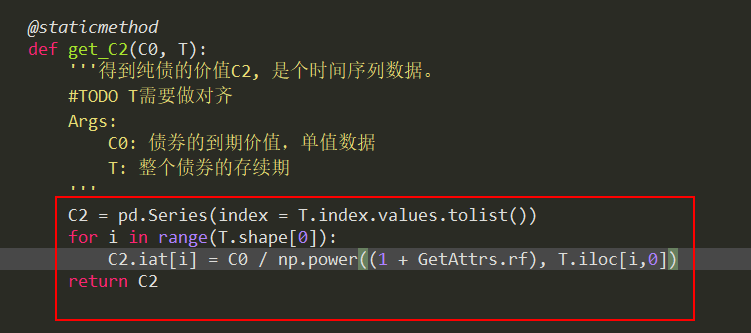 @staticmethod
def get_C2(C0, T):
'''得到纯债的价值C2, 是个时间序列数据。
#TODO T需要做对齐
Args:
C0: 债券的到期价值，单值数据
T: 整个债券的存续期
'''
C2 = pd.Series(index = T.index.values.tolist())
for i in range(T.shape[0]):
C2.iat[i] = C0 / np.power((1 + GetAttrs.rf), T.iloc[i,0])
return C2